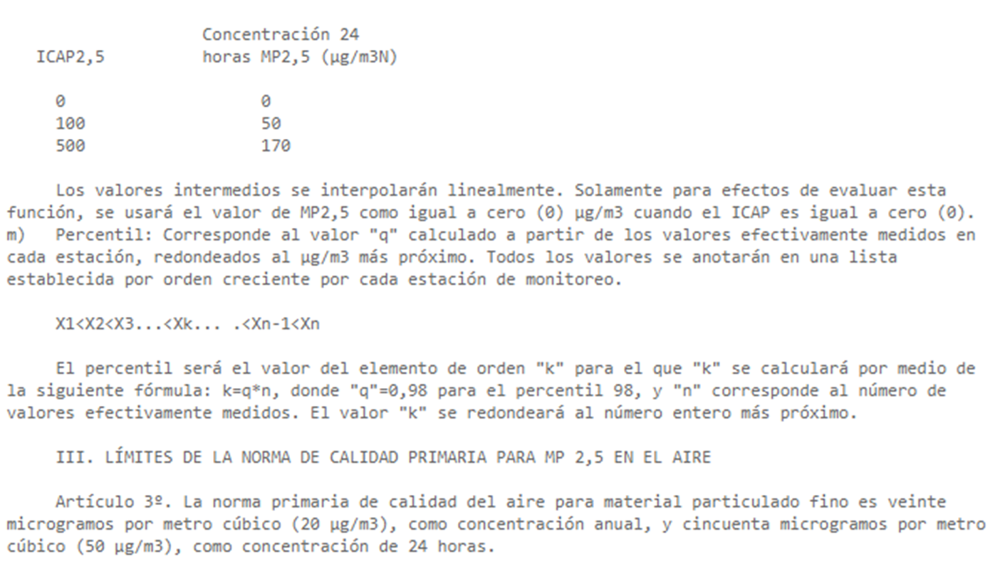 Concentración 24
ICAP2,5 horas MP2,5 (µg/m3N)
0 0
100 50
500 170
Los valores intermedios se interpolarán linealmente. Solamente para efectos de evaluar esta
función, se usará el valor de MP2,5 como igual a cero (0) µg/m3 cuando el ICAP es igual a cero (0).
m) Percentil: Corresponde al valor "q" calculado a partir de los valores efectivamente medidos en
cada estación, redondeados al µg/m3 más próximo. Todos los valores se anotarán en una lista
establecida por orden creciente por cada estación de monitoreo.
X1<X2<X3...<Xk... .<Xn-1<Xn
El percentil será el valor del elemento de orden "k" para el que "k" se calculará por medio de
la siguiente fórmula: k=q*n, donde "q"=0,98 para el percentil 98, y "n" corresponde al número de
valores efectivamente medidos. El valor "k" se redondeará al número entero más próximo.
III. LÍMITES DE LA NORMA DE CALIDAD PRIMARIA PARA MP 2,5 EN EL AIRE
Artículo 3º. La norma primaria de calidad del aire para material particulado fino es veinte
microgramos por metro cúbico (20 µg/m3), como concentración anual, y cincuenta microgramos por metro
cúbico (50 µg/m3), como concentración de 24 horas.